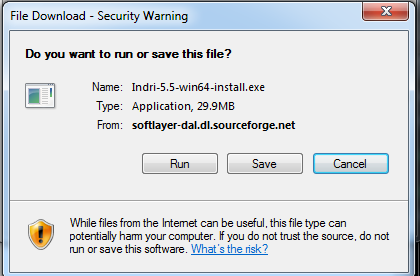 File Download - Security Warning
Do you want to run or save this file?
Name: Indri-5.5-win64-install.exe
Type: Application, 29.9MB
From: softlayer-dal.dl.sourceforge.net
Run Save Cancel
While files from the Internet can be useful, this file type can
potentially harm your computer. If you do not trust the source, do not
run or save this software. What's the risk?